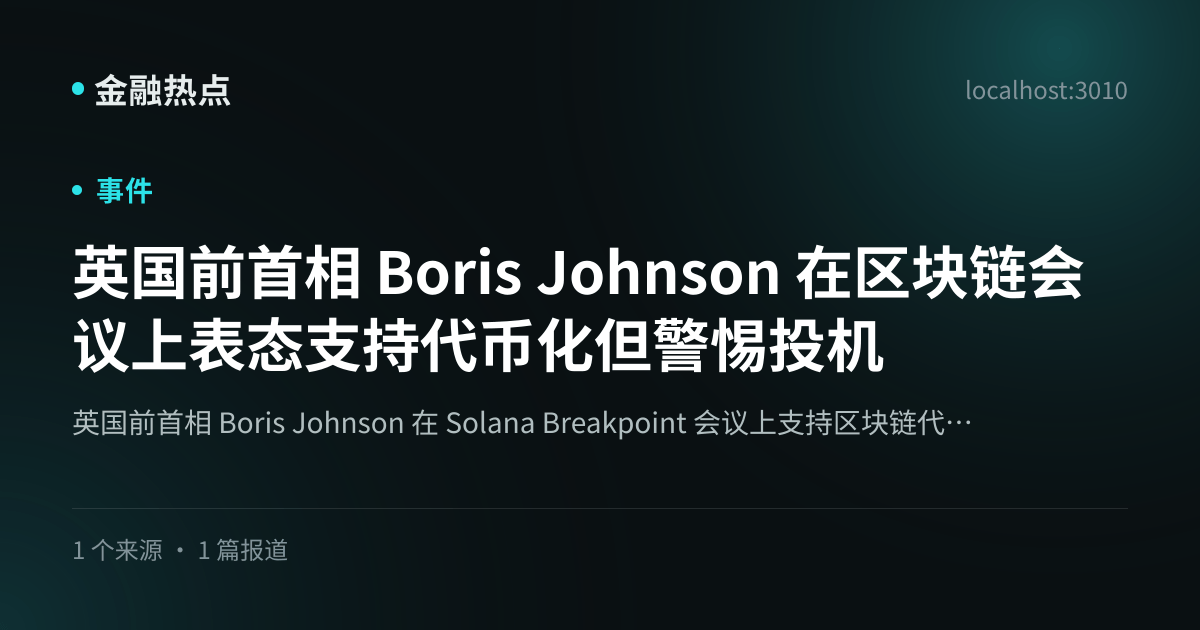 金融热点
localhost:3010
事件
英国前首相 Boris Johnson 在区块链会
议上表态支持代币化但警惕投机
英国前首相 Boris Johnson 在 Solana Breakpoint 会议上支持区块链代…
1 个来源 • 1 篇报道